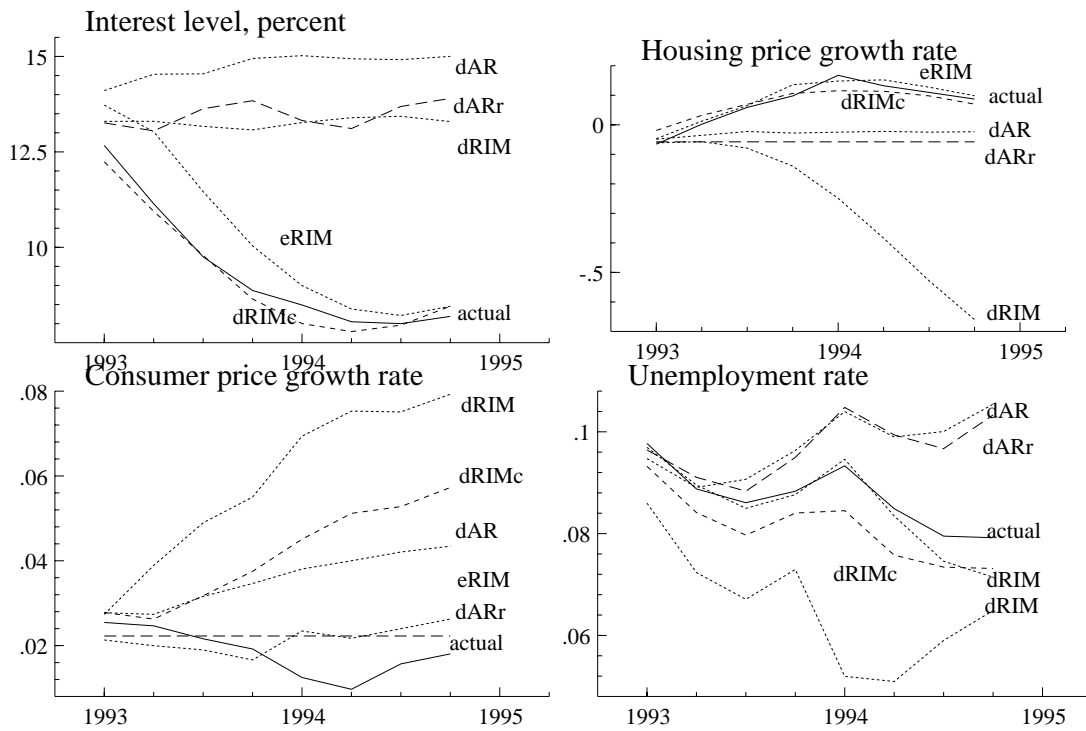 Interest level, percent
15
12.5
10
dAR
dARr
dRIM
eRIM
dRIMc
actual
1993
1994
1995
Housing price growth rate
0
-.5
eRIM
actual
dRIMc
dAR
dARr
dRIM
1993
1994
1995
Consumer price growth rate
.08
.06
.04
.02
dRIM
dRIMc
dAR
eRIM
dARr
actual
1993
1994
1995
Unemployment rate
.1
.08
.06
dAR
dARr
actual
dRIMc
dRIM
dRIM
1993
1994
1995